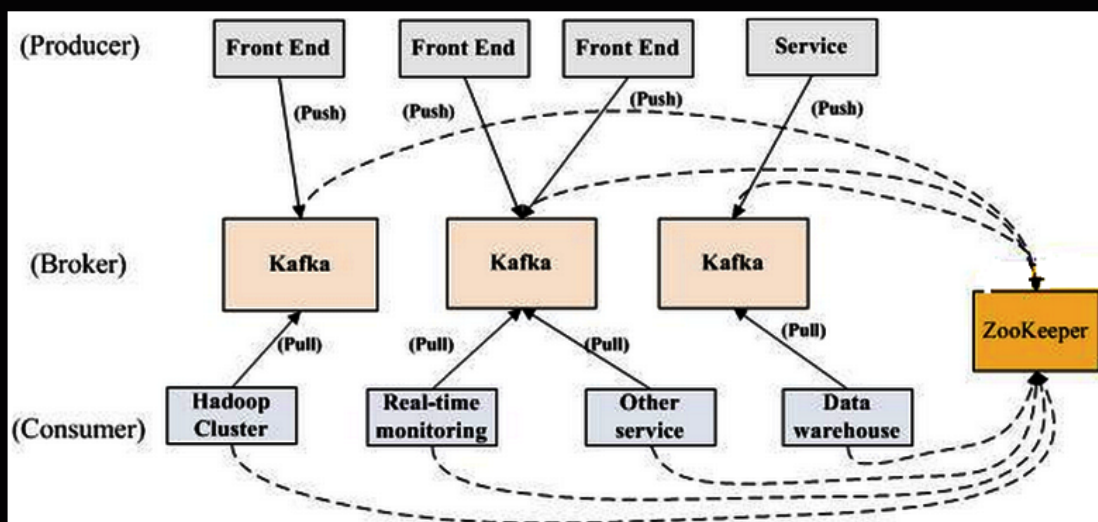 (Producer)
Front End
Front End
Front End
Service
(Push)
(Push)
(Push)
(Push)
(Broker)
Kafka
Kafka
Kafka
ZooKeeper
(Pull)
(Pull)
(Pull)
(Pull)
(Consumer)
Hadoop
Cluster
Real-time
monitoring
Other
service
Data
warehouse